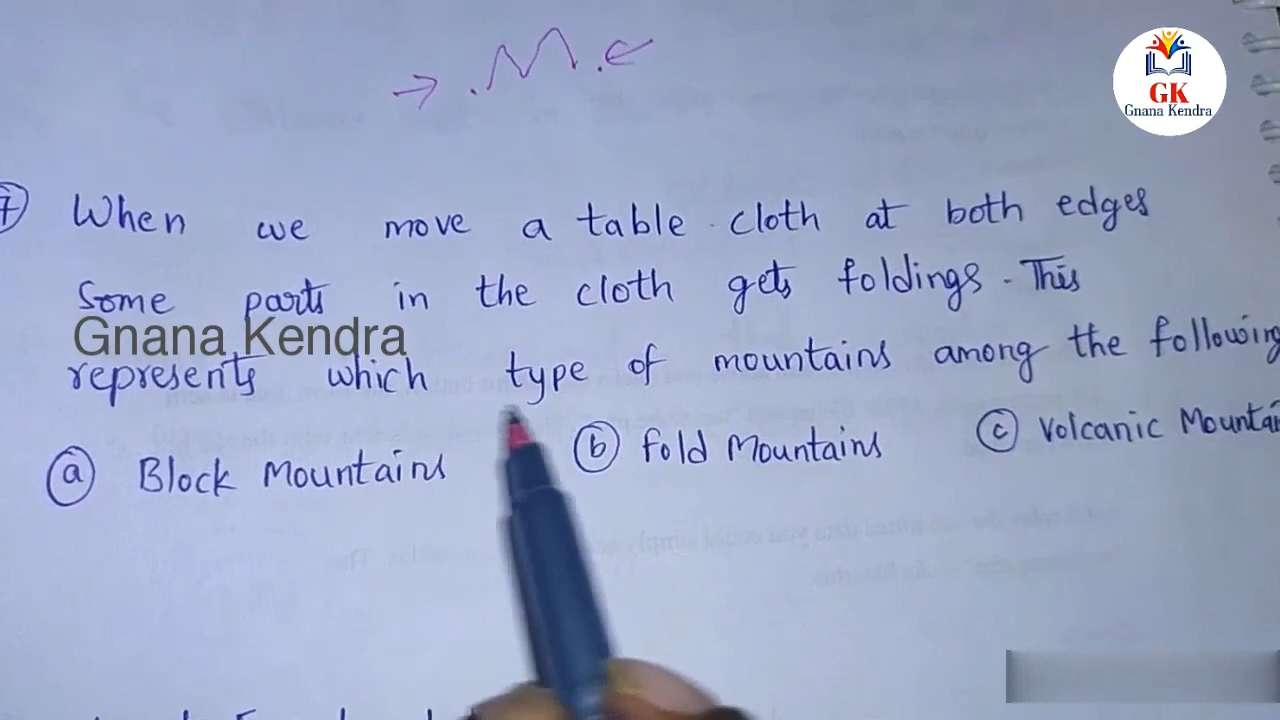 → .M.c
GK
Gnana Kendra
7 When we move a table cloth at both edges
Some parts in the cloth gets foldings. This
Gnana Kendra
represents which type of mountains among the following
(a) Block Mountains (b) Fold Mountains (c) Volcanic